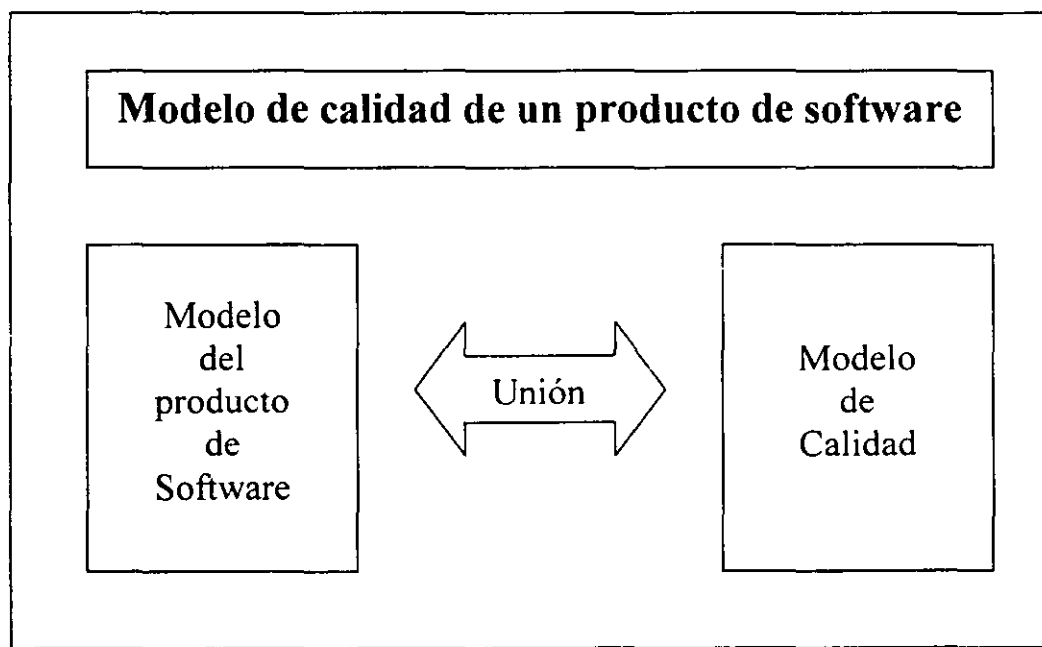 Modelo de calidad de un producto de software
Modelo
del
producto
de
Software
Unión
Modelo
de
Calidad